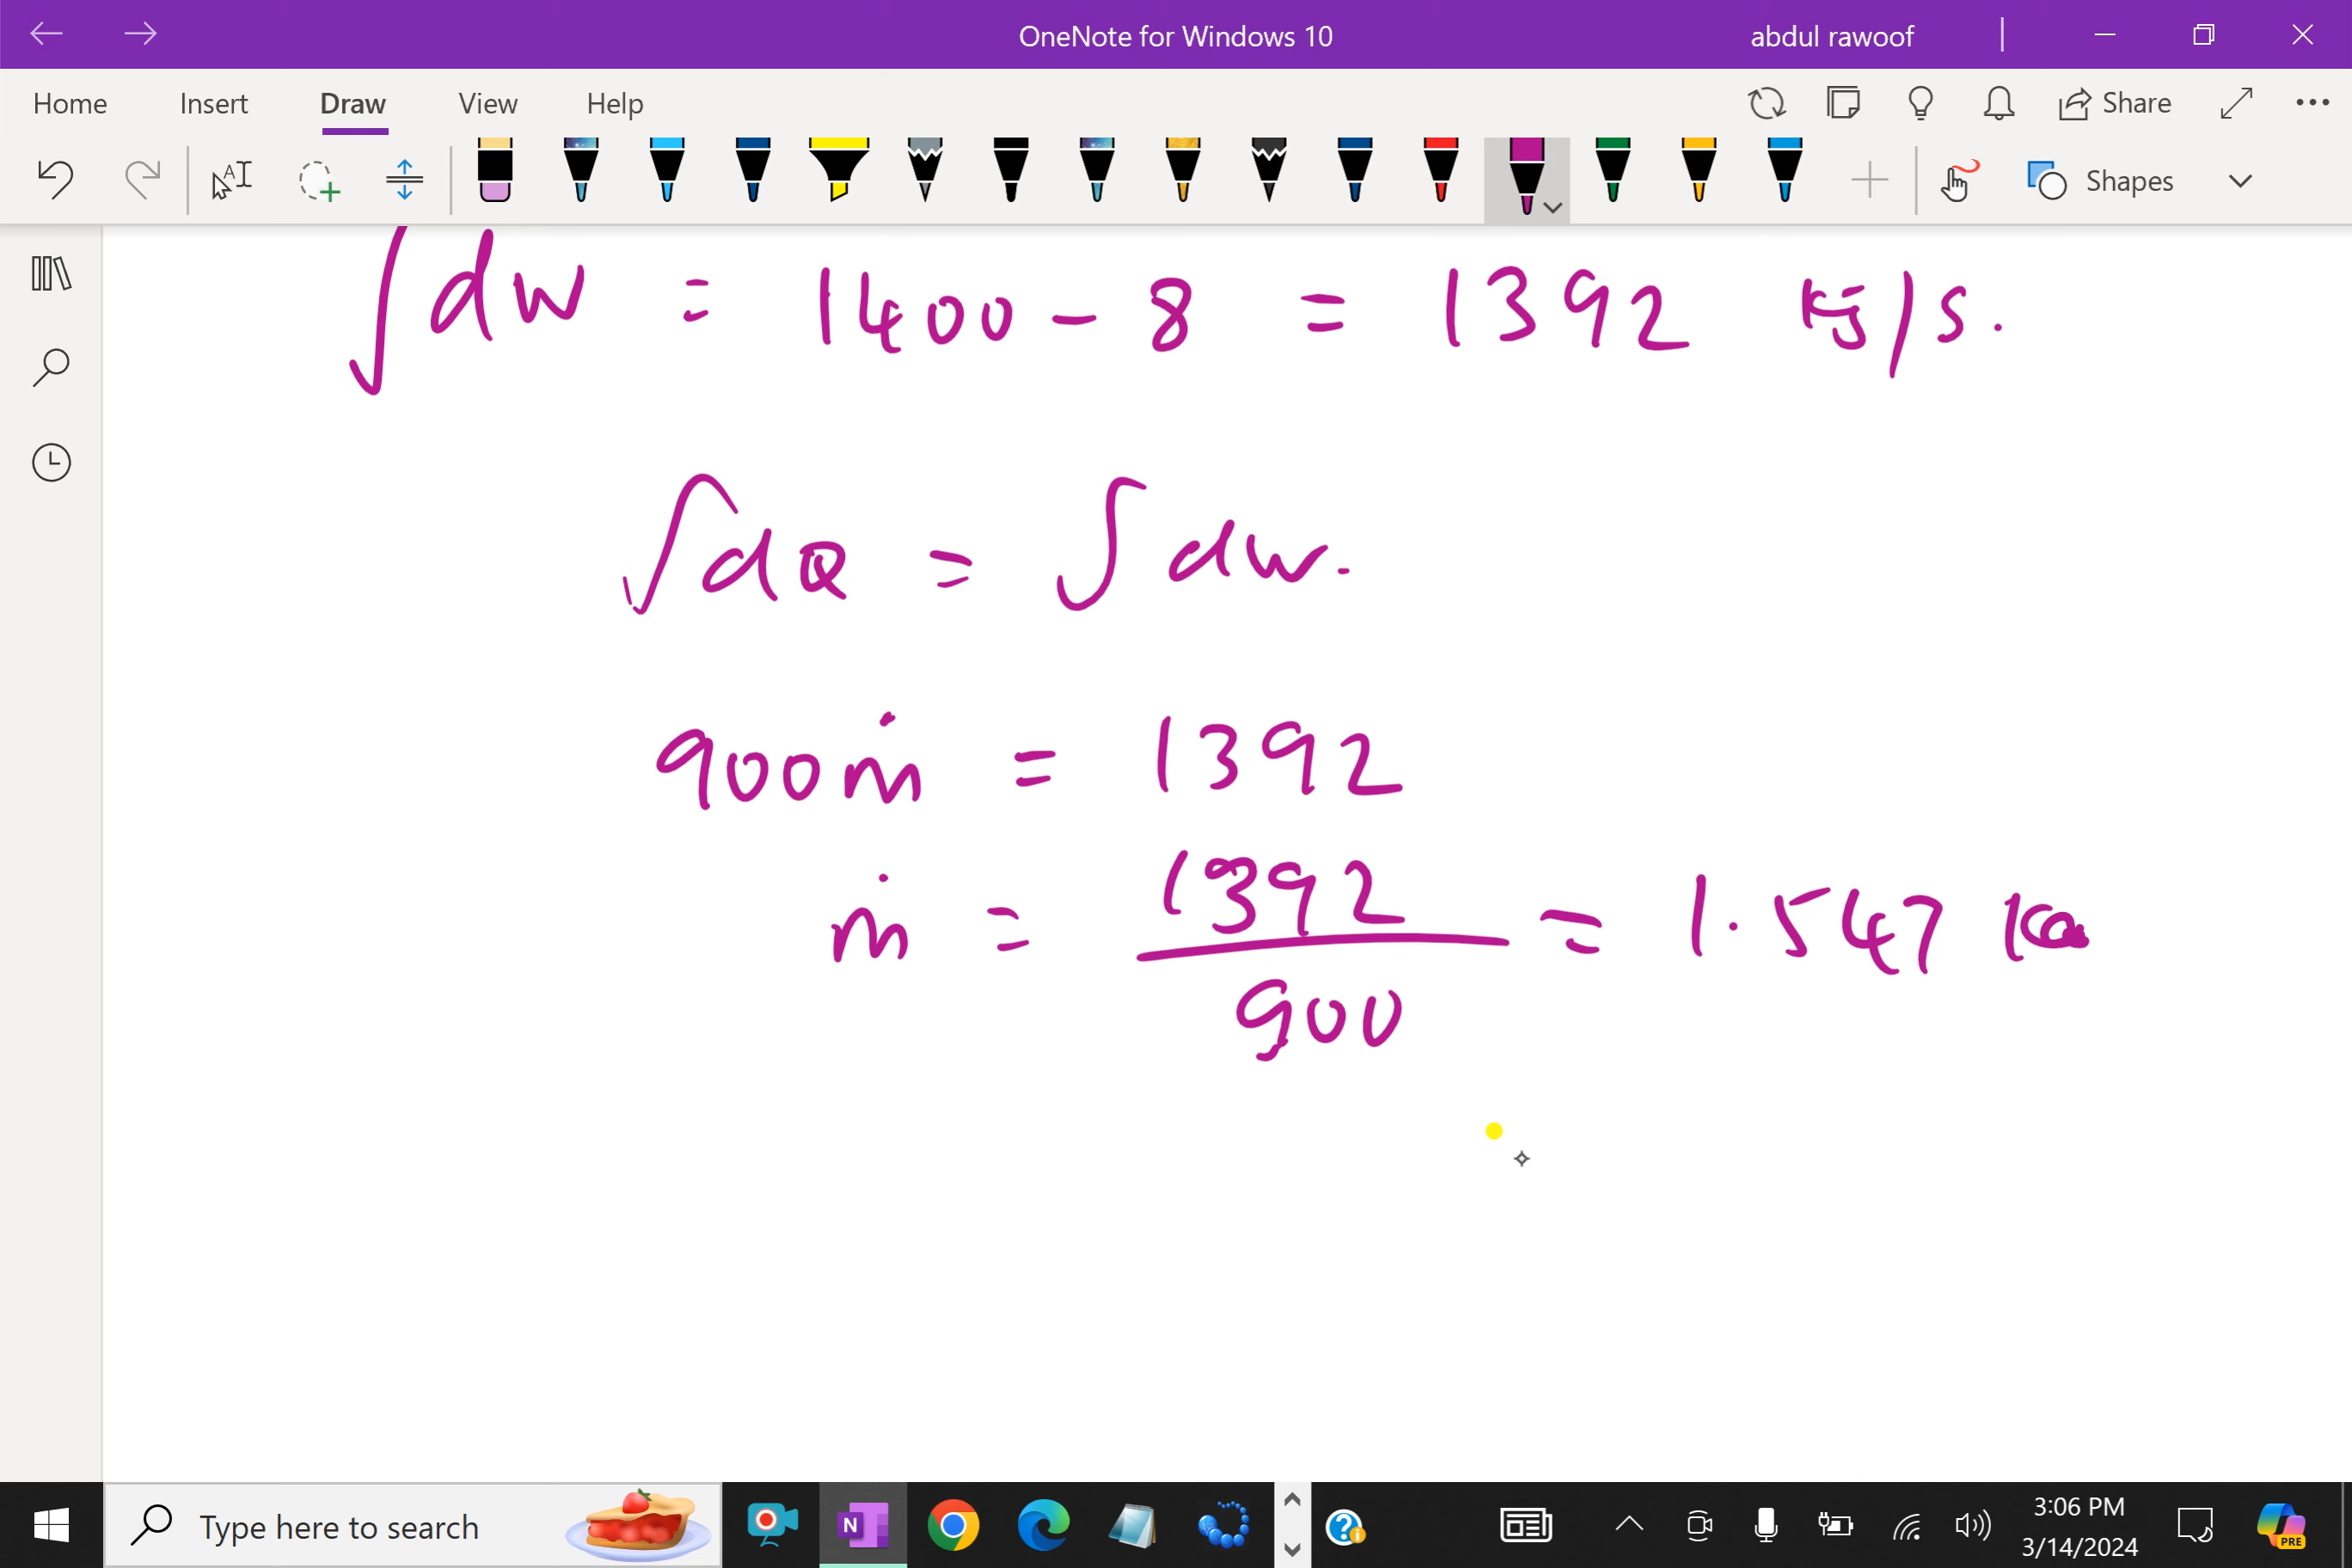 OneNote for Windows 10 abdul rawoof
Home Insert Draw View Help Share
Shapes
∫dw = 1400 - 8 = 1392 kJ/s.
∫dQ = ∫dw.
900ṁ = 1392
ṁ = 1392/900 = 1.547
Type here to search
3:06 PM
3/14/2024
PRE